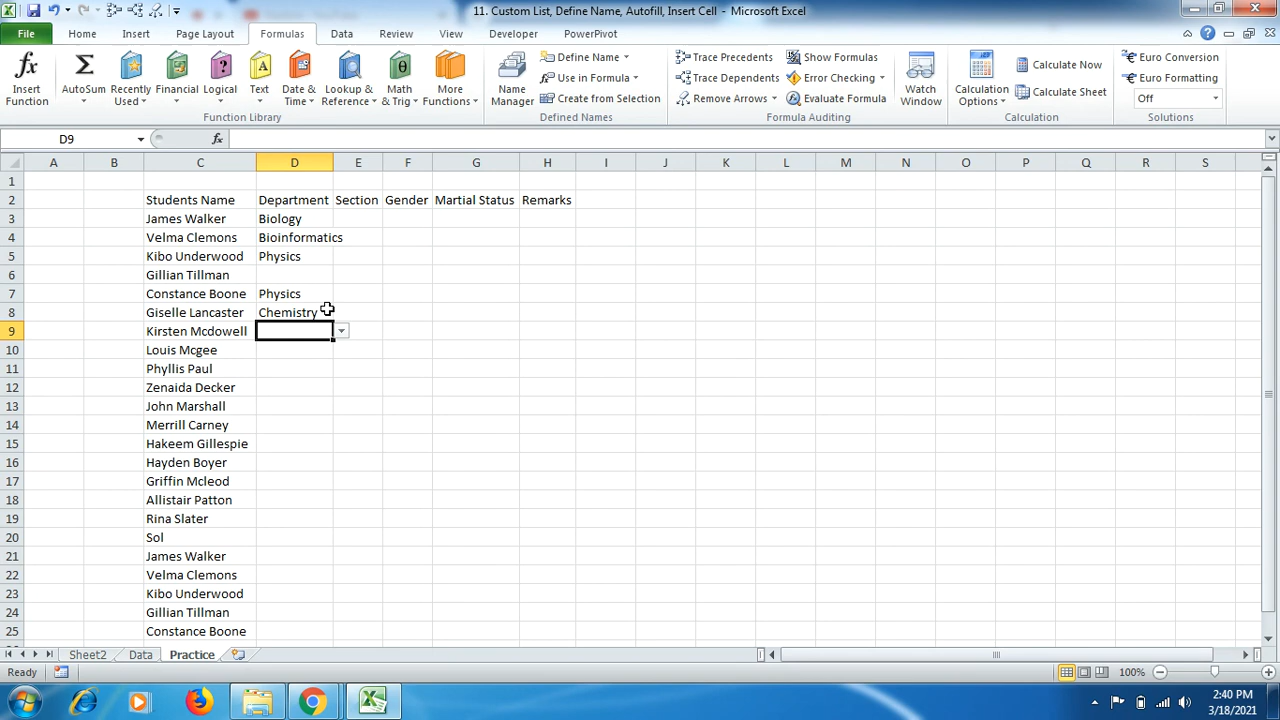 11. Custom List, Define Name, Autofill, Insert Cell - Microsoft Excel
File Home Insert Page Layout Formulas Data Review View Developer PowerPivot
Insert Function
AutoSum
Recently Used
Financial
Logical
Text
Date & Time
Lookup & Reference
Math & Trig
More Functions
Function Library
Name Manager
Define Name
Use in Formula
Create from Selection
Defined Names
Trace Precedents
Trace Dependents
Remove Arrows
Show Formulas
Error Checking
Evaluate Formula
Formula Auditing
Watch Window
Calculation Options
Calculate Now
Calculate Sheet
Calculation
Euro Conversion
Euro Formatting
Off
Solutions
D9 fx
A B C D E F G H I J K L M N O P Q R S
1
2 Students Name Department Section Gender Martial Status Remarks
3 James Walker Biology
4 Velma Clemons Bioinformatics
5 Kibo Underwood Physics
6 Gillian Tillman
7 Constance Boone Physics
8 Giselle Lancaster Chemistry
9 Kirsten Mcdowell
10 Louis Mcgee
11 Phyllis Paul
12 Zenaida Decker
13 John Marshall
14 Merrill Carney
15 Hakeem Gillespie
16 Hayden Boyer
17 Griffin Mcleod
18 Allistair Patton
19 Rina Slater
20 Sol
21 James Walker
22 Velma Clemons
23 Kibo Underwood
24 Gillian Tillman
25 Constance Boone
Sheet2 Data Practice
Ready 100%
2:40 PM
3/18/2021